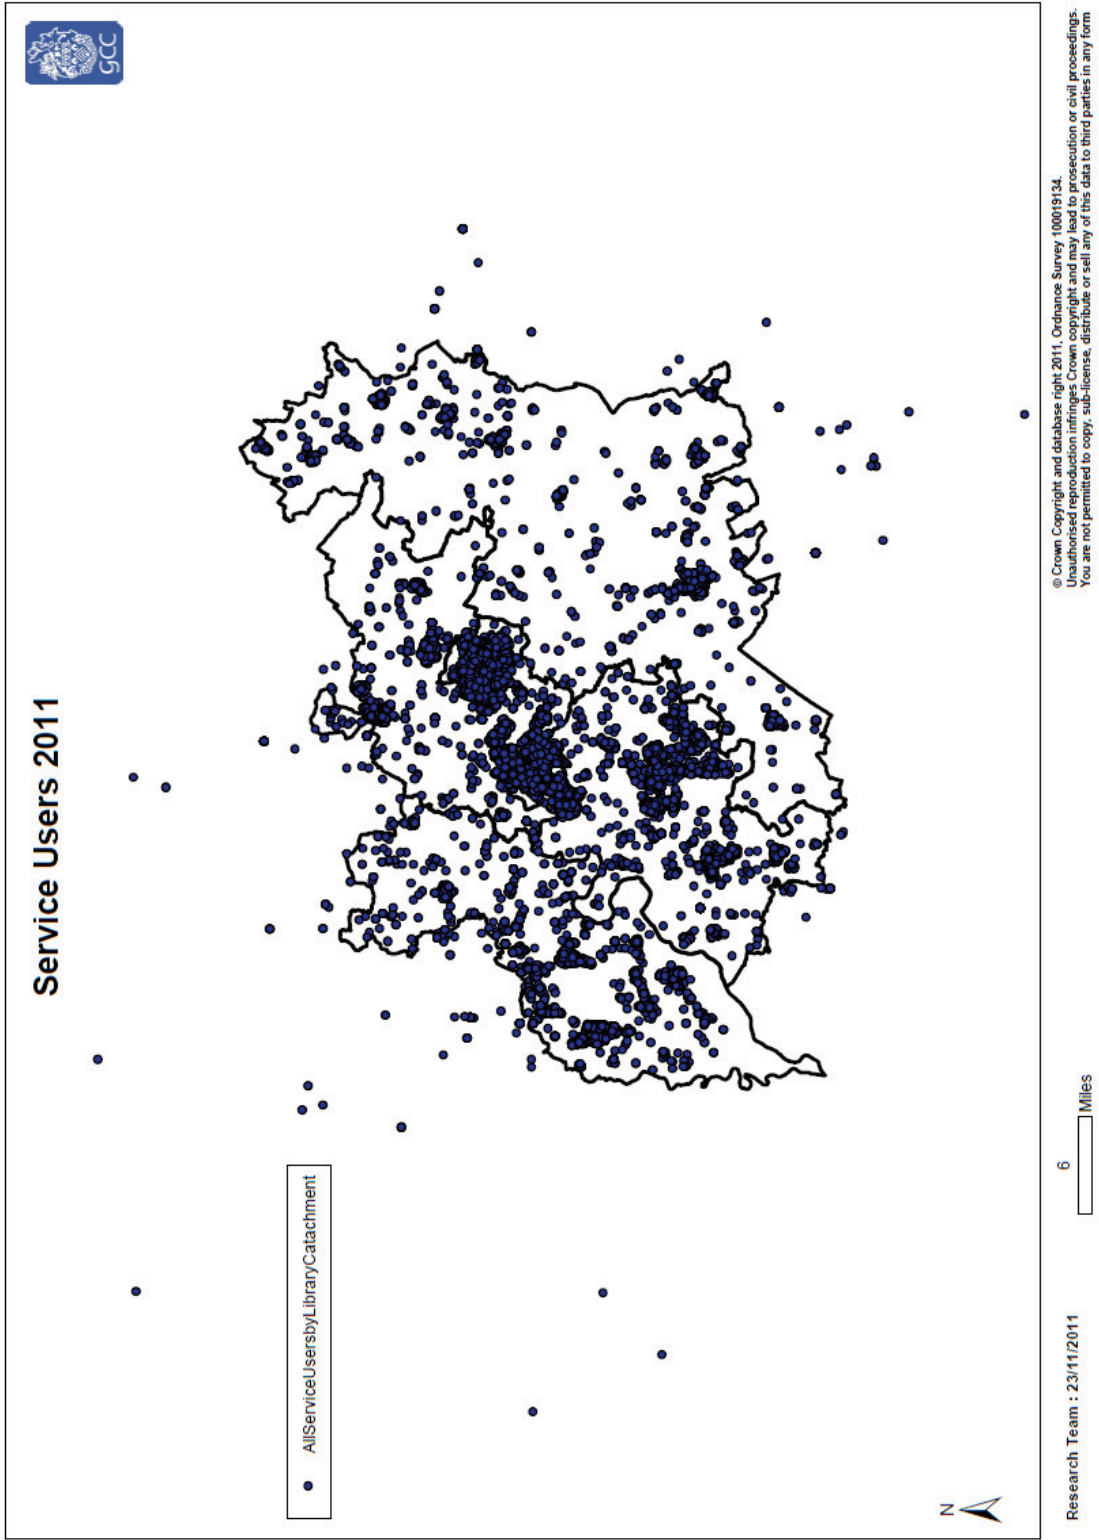 Service Users 2011
gcc
AllServiceUsersbyLibraryCatachment
N
Research Team : 23/11/2011
6
Miles
© Crown Copyright and database right 2011, Ordnance Survey 100019134.
Unauthorised reproduction infringes Crown copyright and may lead to prosecution or civil proceedings.
You are not permitted to copy, sub-license, distribute or sell any of this data to third parties in any form